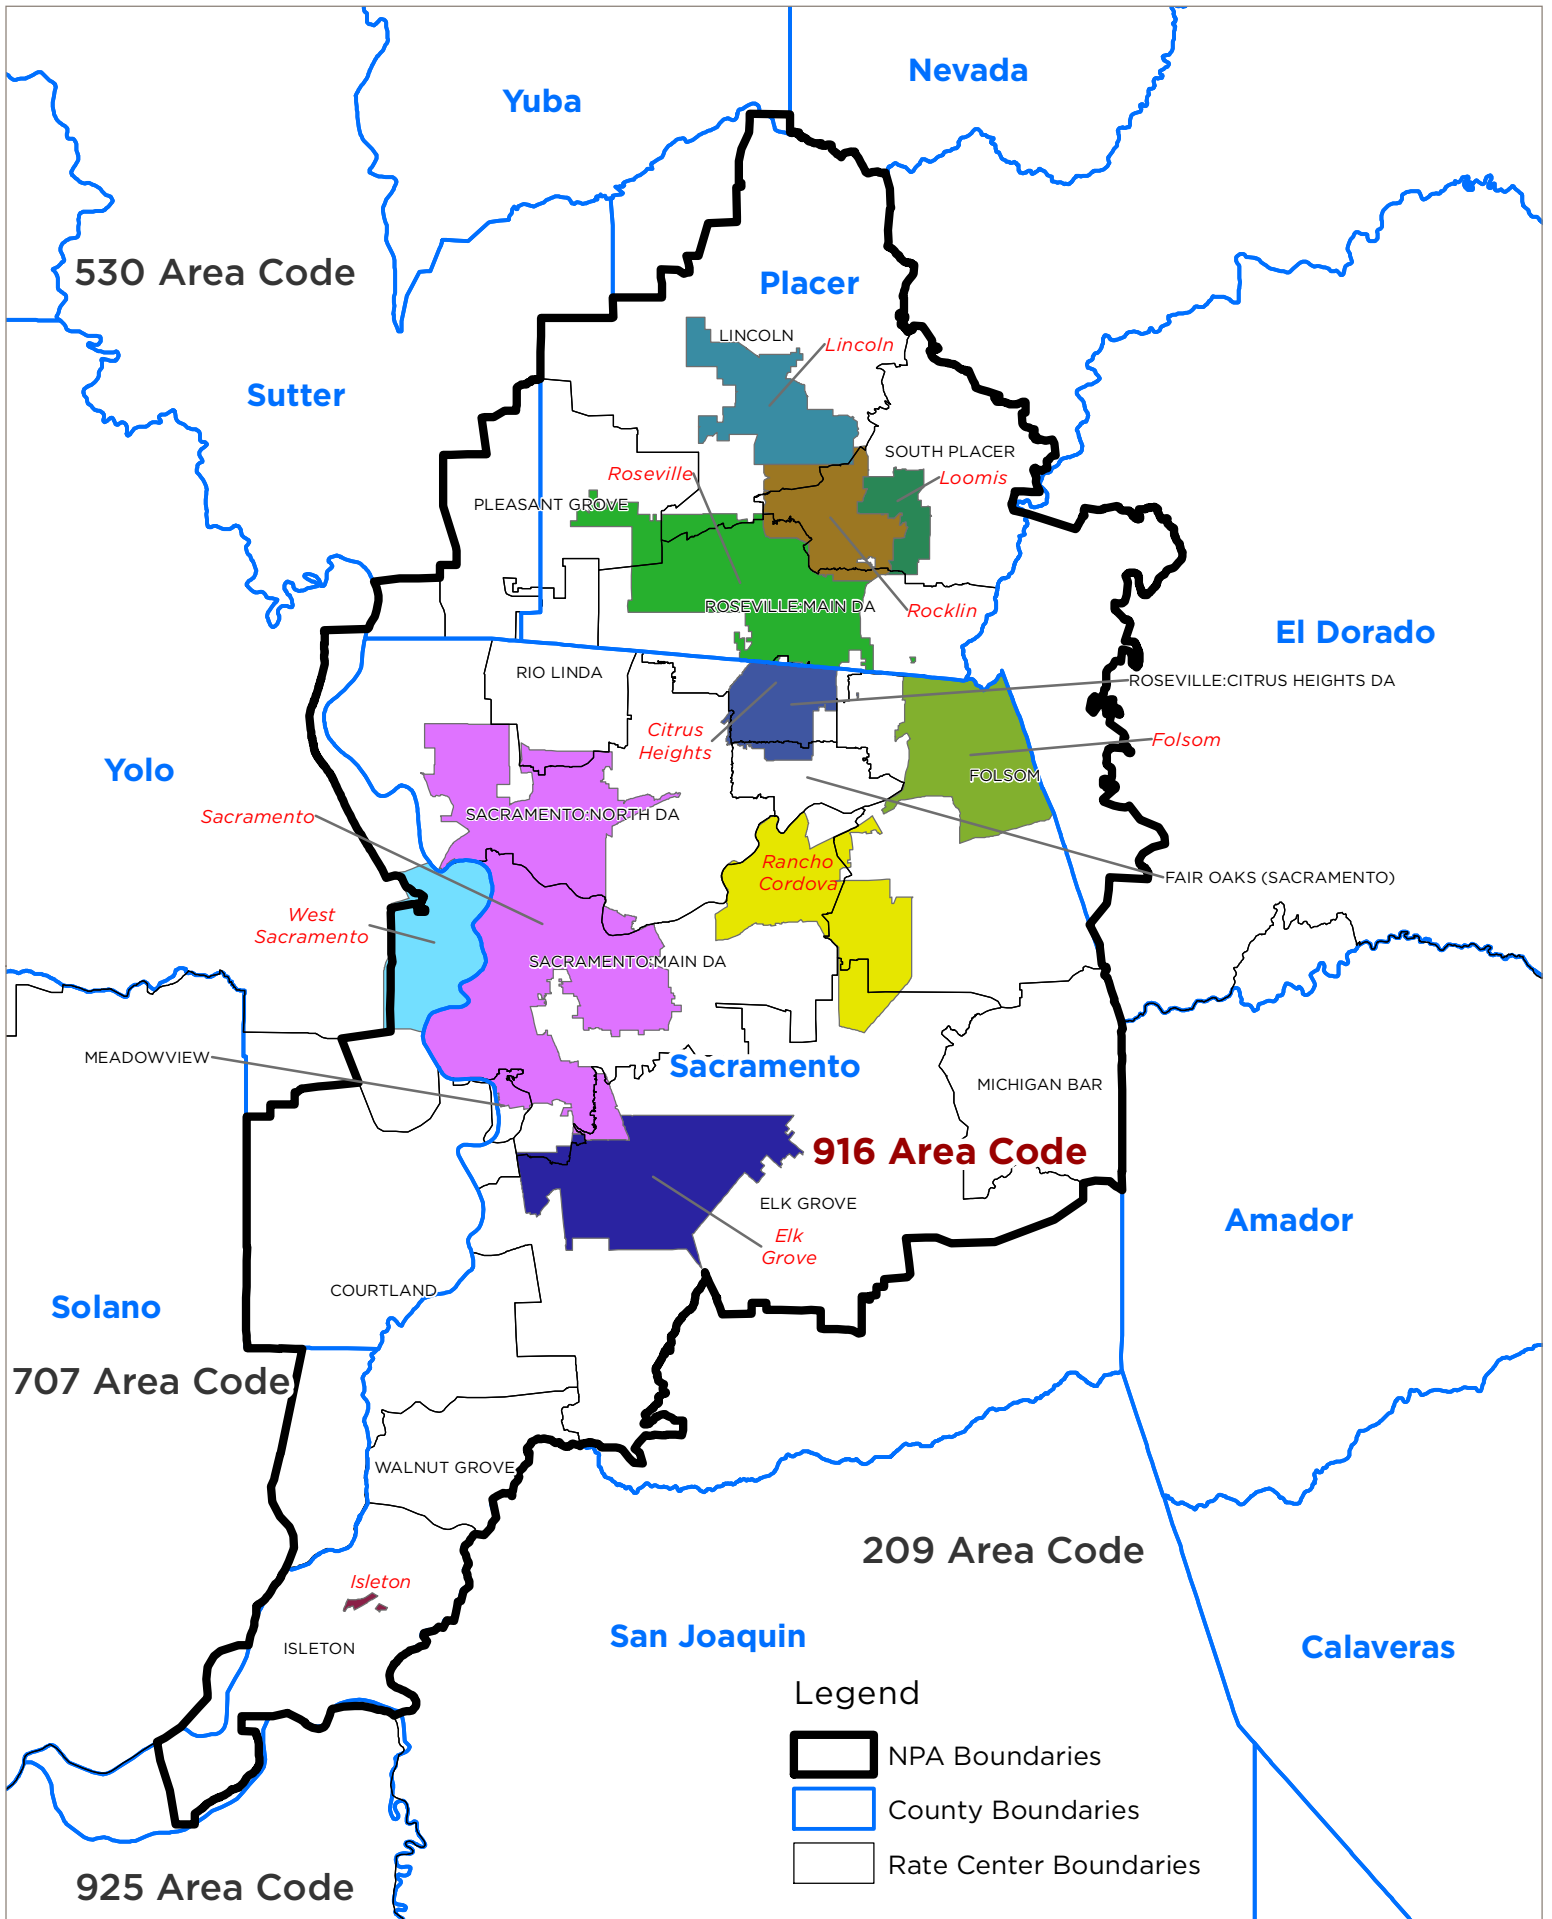 Nevada
Yuba
530 Area Code
Placer
LINCOLN
Lincoln
Sutter
SOUTH PLACER
Roseville
Loomis
PLEASANT GROVE
ROSEVILLE:MAIN DA
Rocklin
El Dorado
RIO LINDA
ROSEVILLE:CITRUS HEIGHTS DA
Citrus
Heights
Folsom
Yolo
FOLSOM
Sacramento
SACRAMENTO:NORTH DA
Rancho
Cordova
FAIR OAKS (SACRAMENTO)
West
Sacramento
SACRAMENTO:MAIN DA
MEADOWVIEW
Sacramento
MICHIGAN BAR
916 Area Code
ELK GROVE
Amador
Elk
Grove
COURTLAND
Solano
707 Area Code
WALNUT GROVE
209 Area Code
Isleton
ISLETON
San Joaquin
Calaveras
Legend
NPA Boundaries
County Boundaries
Rate Center Boundaries
925 Area Code